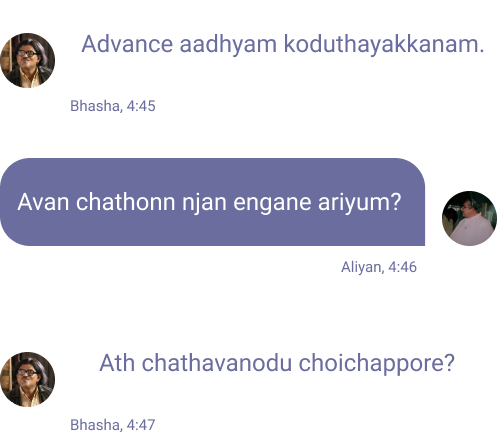 Advance aadhyam koduthayakkanam.
Bhasha, 4:45
Avan chathonn njan engane ariyum?
Aliyan, 4:46
Ath chathavanodu choichappore?
Bhasha, 4:47